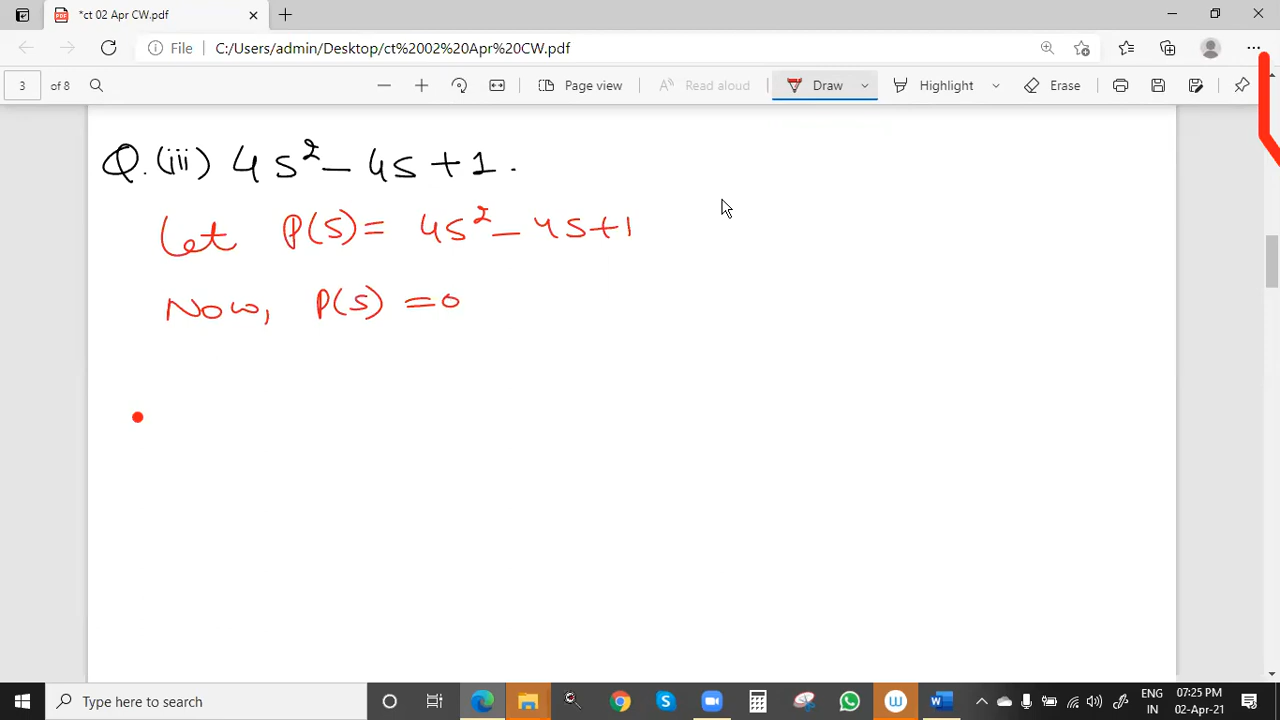 *ct 02 Apr CW.pdf
File C:/Users/admin/Desktop/ct%2002%20Apr%20CW.pdf
3 of 8 Page view Read aloud Draw Highlight Erase
Q.(iii) 4s² - 4s + 1.
Let P(s) = 4s² - 4s + 1
Now, P(s) = 0
Type here to search
ENG 07:25 PM
IN 02-Apr-21